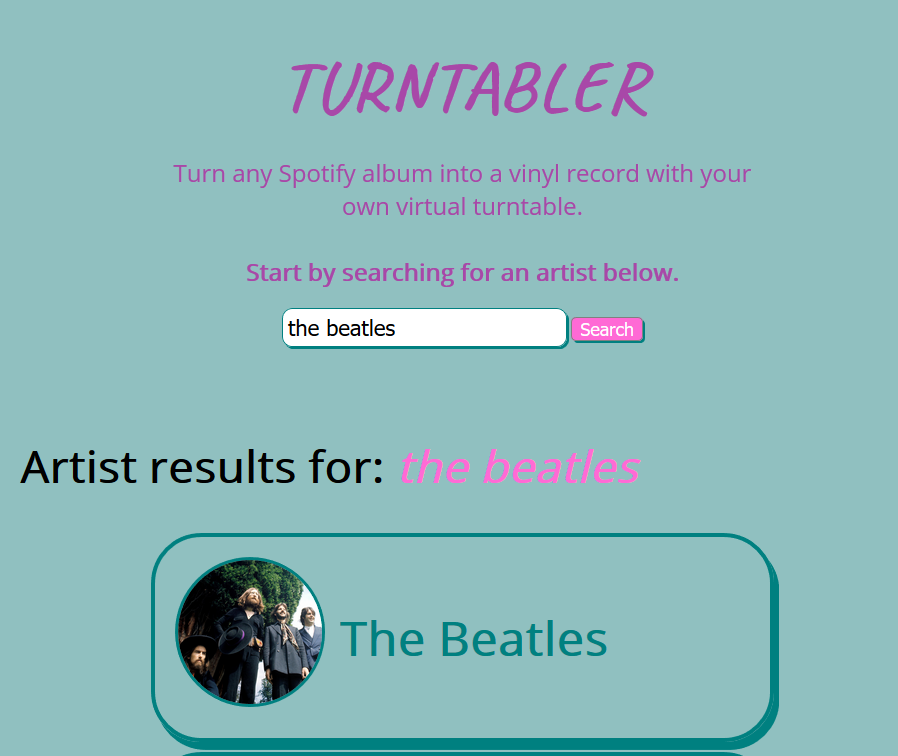 TURNTABLER
Turn any Spotify album into a vinyl record with your
own virtual turntable.
Start by searching for an artist below.
the beatles Search
Artist results for: the beatles
The Beatles